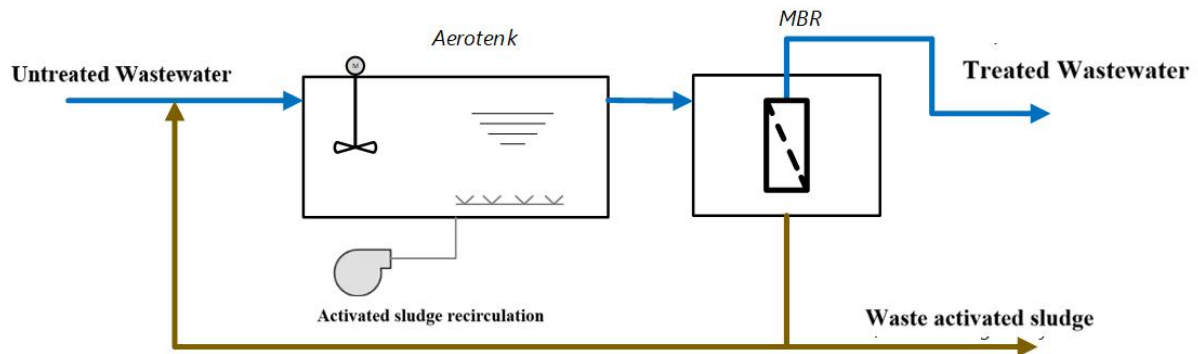 MBR
Aerotenk
Untreated Wastewater
Treated Wastewater
M
Activated sludge recirculation
Waste activated sludge